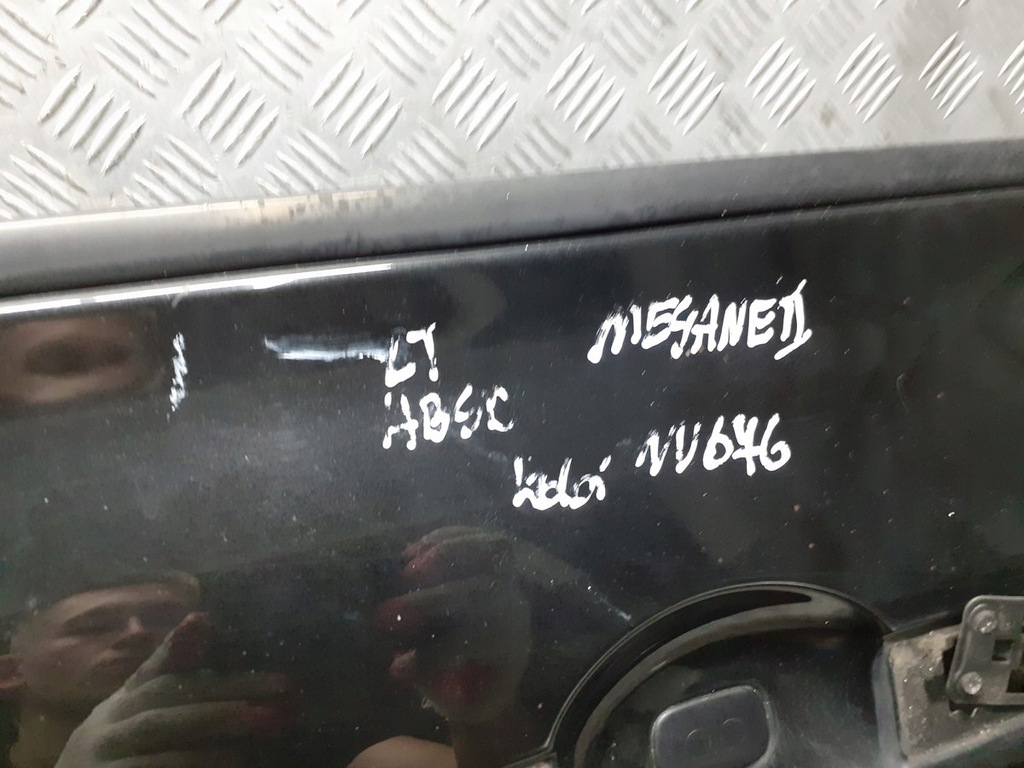 LT
MEGANE II
ABSC
NV676